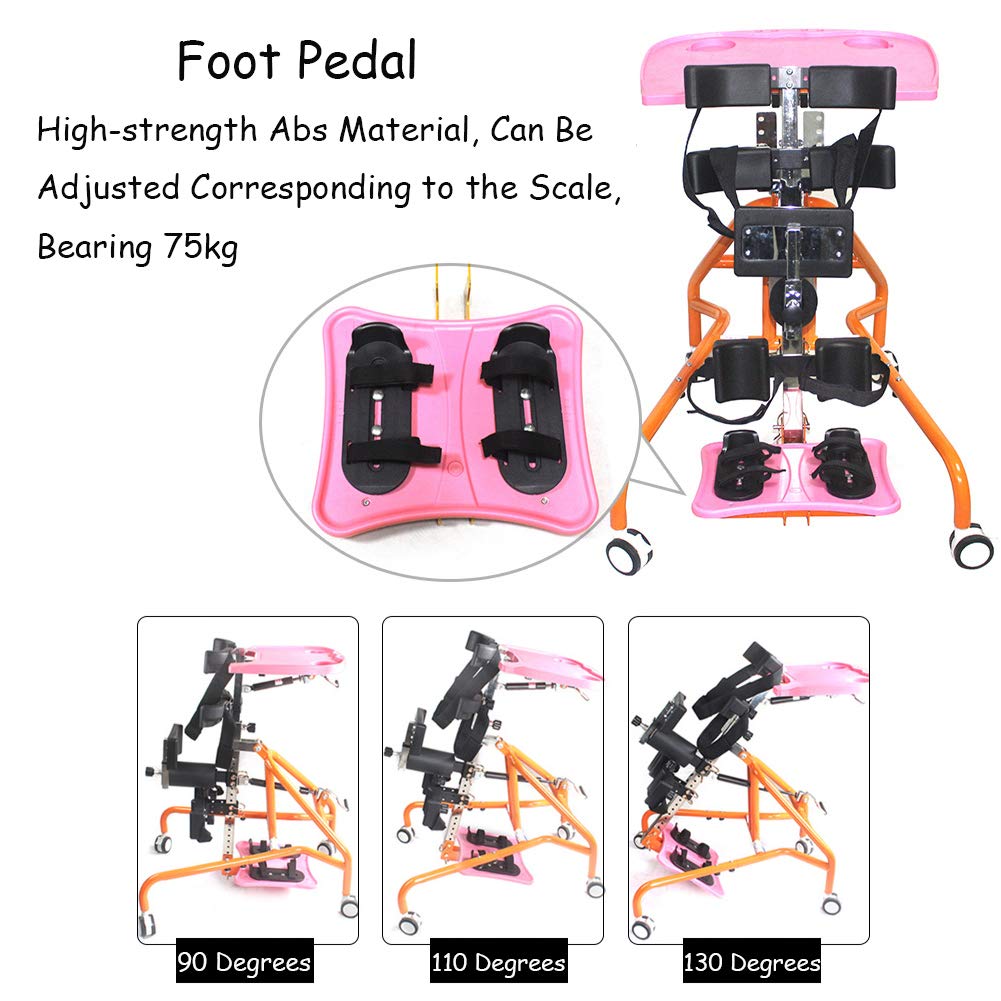 Foot Pedal
High-strength Abs Material, Can Be
Adjusted Corresponding to the Scale,
Bearing 75kg
90 Degrees
110 Degrees
130 Degrees